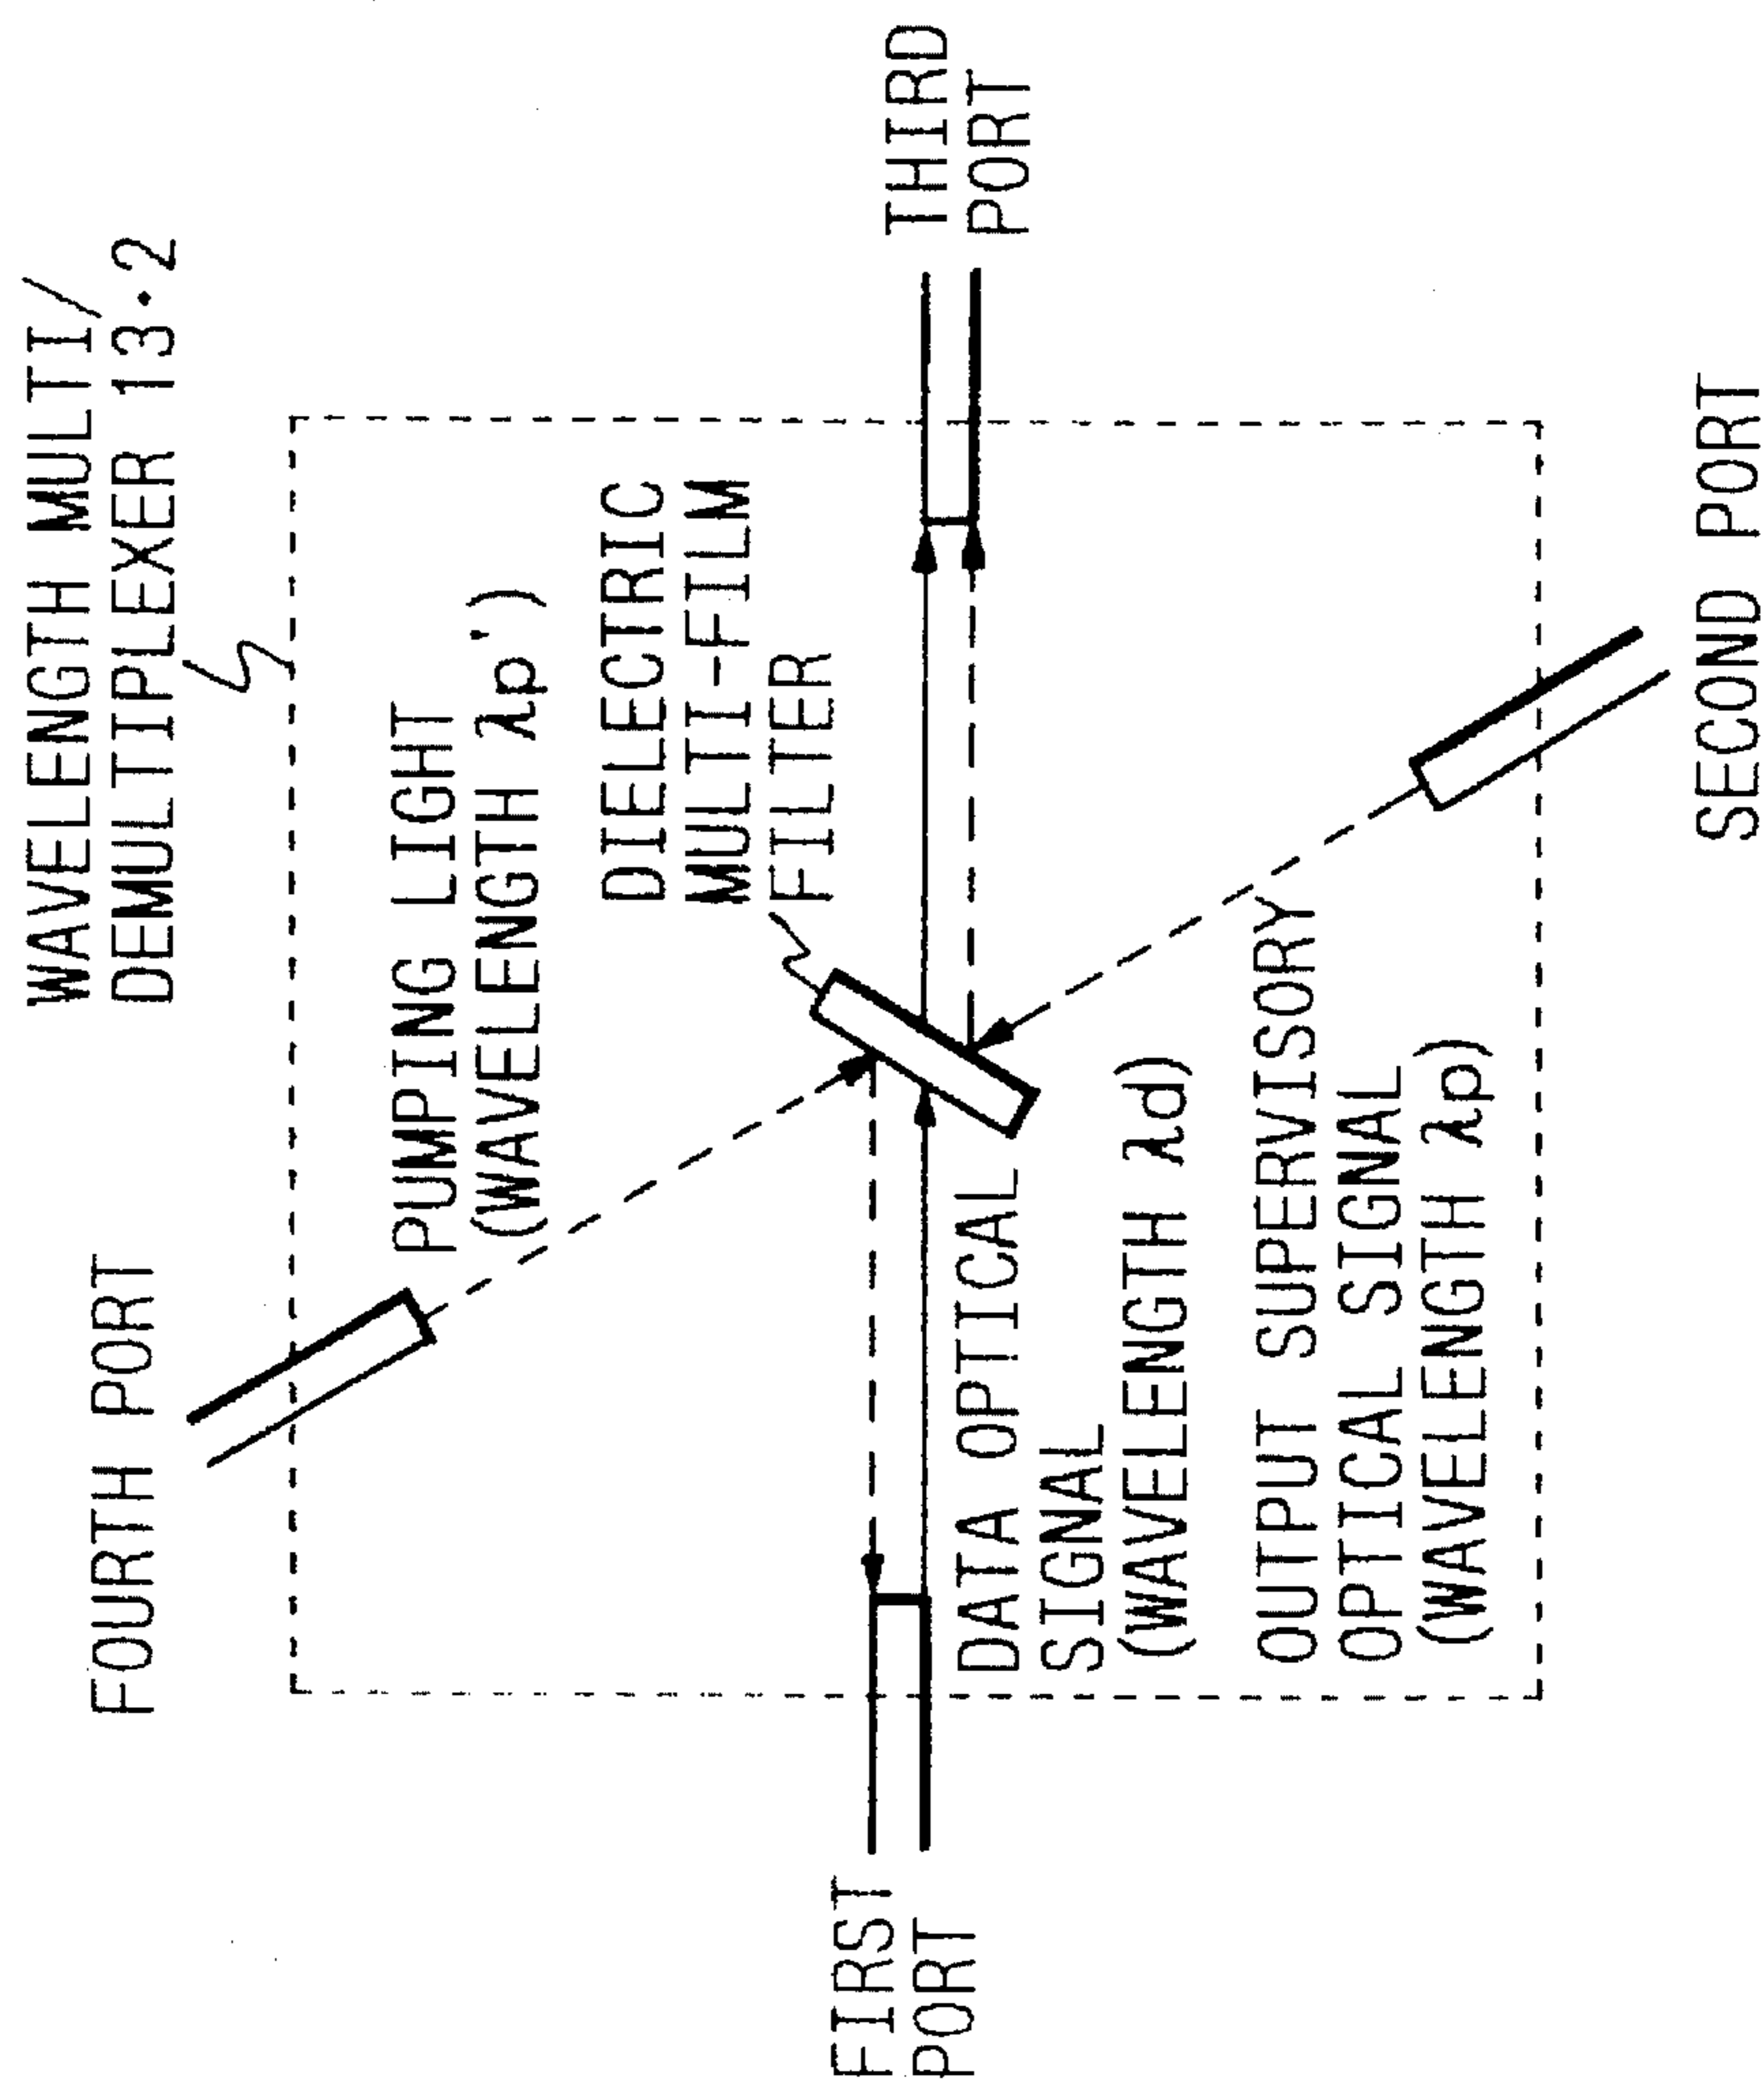 WAVELENGTH MULTI/
DEMULTIPLEXER 13·2
FOURTH PORT
PUMPING LIGHT
(WAVELENGTH λp')
DIELECTRIC
MULTI-FILM
FILTER
FIRST
PORT
THIRD
PORT
DATA OPTICAL
SIGNAL
(WAVELENGTH λd)
OUTPUT SUPERVISORY
OPTICAL SIGNAL
(WAVELENGTH λp)
SECOND PORT